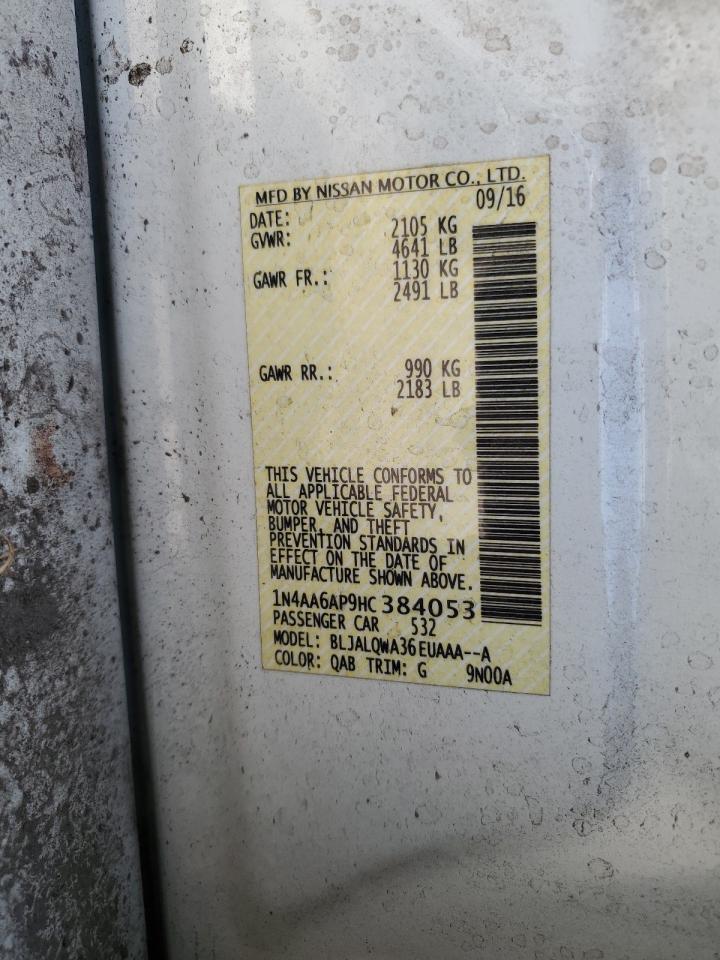 MFD BY NISSAN MOTOR CO., LTD.
DATE: 09/16
GVWR: 2105 KG
4641 LB
GAWR FR.: 1130 KG
2491 LB
GAWR RR.: 990 KG
2183 LB
THIS VEHICLE CONFORMS TO
ALL APPLICABLE FEDERAL
MOTOR VEHICLE SAFETY,
BUMPER, AND THEFT
PREVENTION STANDARDS IN
EFFECT ON THE DATE OF
MANUFACTURE SHOWN ABOVE.
1N4AA6AP9HC384053
PASSENGER CAR 532
MODEL: BLJALQWA36EUAAA--A
COLOR: QAB TRIM: G 9N00A